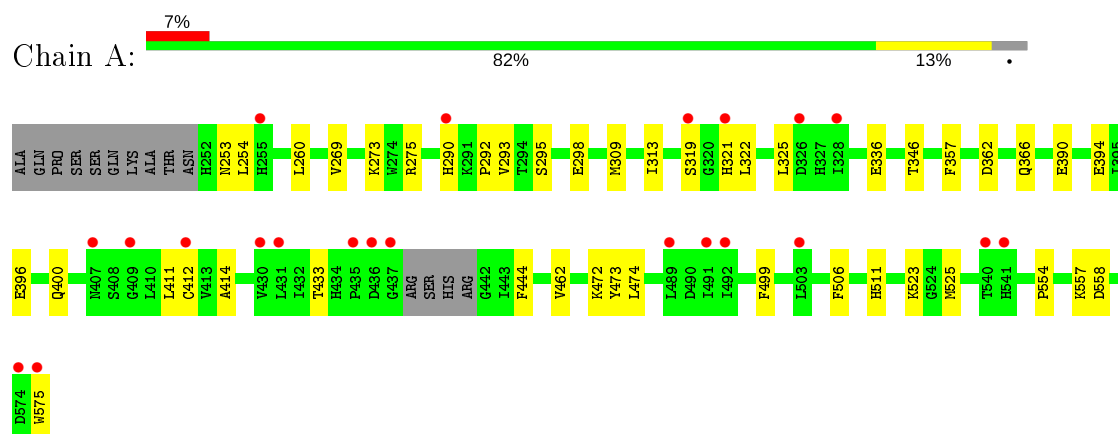 7%
Chain A:
82% 13% •
ALA GLN PRO SER SER GLN LYS ALA THR ASN H252 N253 L254 H255 L260 V269 K273 W274 R275 H290 K291 P292 V293 T294 S295 E298 M309 I313 S319 G320 H321 L322 L325 D326 H327 I328 E336 T346 F357 D362 Q366 E390 E394 I395
E396 Q400 N407 S408 G409 L410 L411 C412 V413 A414 V430 L431 I432 T433 H434 P435 D436 G437 ARG SER HIS ARG G442 I443 F444 V462 K472 Y473 L474 L489 D490 I491 I492 F499 L503 F506 H511 K523 G524 M525 T540 H541 P554 K557 D558
D574 W575